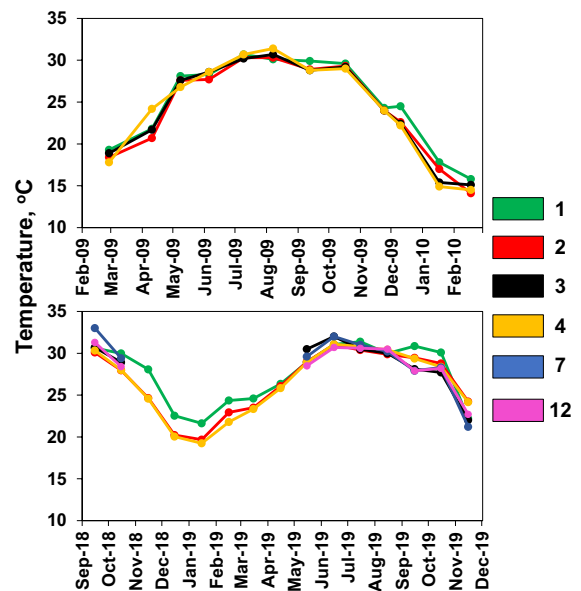 Temperature, ºC
35
30
25
20
15
10
Feb-09
Mar-09
Apr-09
May-09
Jun-09
Jul-09
Aug-09
Sep-09
Oct-09
Nov-09
Dec-09
Jan-10
Feb-10
35
30
25
20
15
10
Sep-18
Oct-18
Nov-18
Dec-18
Jan-19
Feb-19
Mar-19
Apr-19
May-19
Jun-19
Jul-19
Aug-19
Sep-19
Oct-19
Nov-19
Dec-19
1
2
3
4
7
12